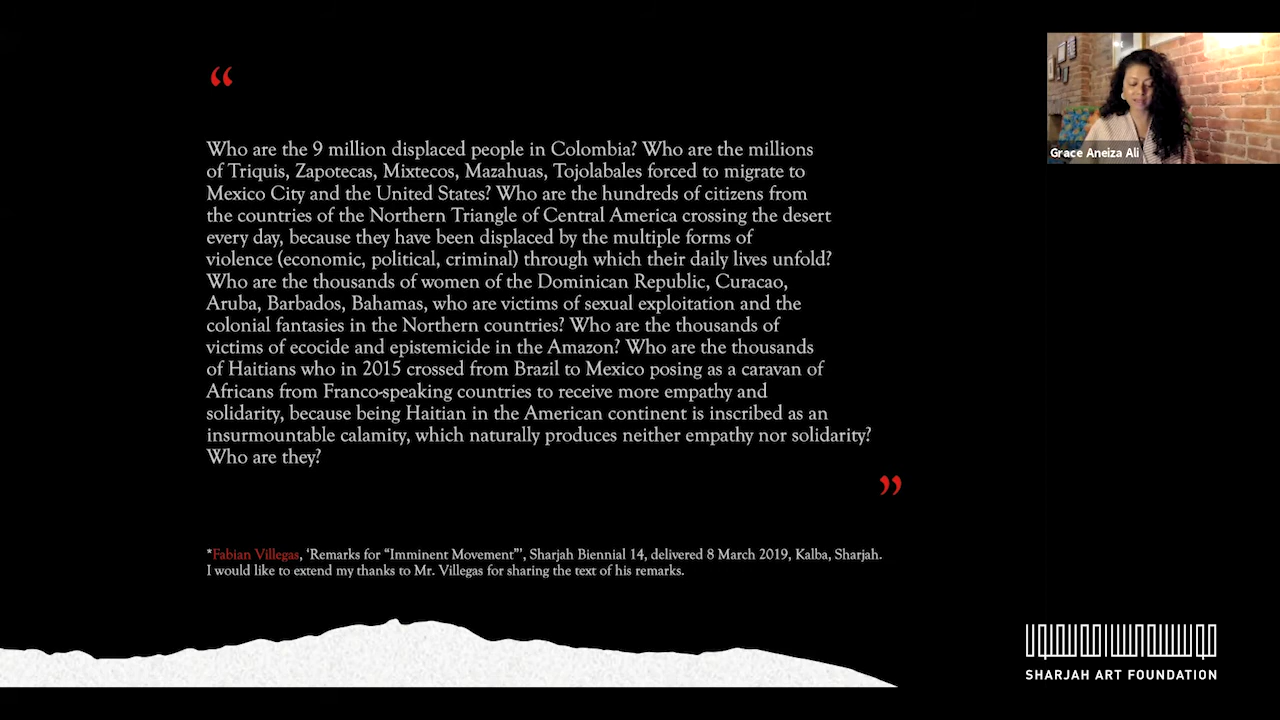 “
Who are the 9 million displaced people in Colombia? Who are the millions
of Triquis, Zapotecas, Mixtecos, Mazahuas, Tojolabales forced to migrate to
Mexico City and the United States? Who are the hundreds of citizens from
the countries of the Northern Triangle of Central America crossing the desert
every day, because they have been displaced by the multiple forms of
violence (economic, political, criminal) through which their daily lives unfold?
Who are the thousands of women of the Dominican Republic, Curacao,
Aruba, Barbados, Bahamas, who are victims of sexual exploitation and the
colonial fantasies in the Northern countries? Who are the thousands of
victims of ecocide and epistemicide in the Amazon? Who are the thousands
of Haitians who in 2015 crossed from Brazil to Mexico posing as a caravan of
Africans from Franco-speaking countries to receive more empathy and
solidarity, because being Haitian in the American continent is inscribed as an
insurmountable calamity, which naturally produces neither empathy nor solidarity?
Who are they?
”
*Fabian Villegas, ‘Remarks for “Imminent Movement”’, Sharjah Biennial 14, delivered 8 March 2019, Kalba, Sharjah.
I would like to extend my thanks to Mr. Villegas for sharing the text of his remarks.
Grace Aneiza Ali
SHARJAH ART FOUNDATION